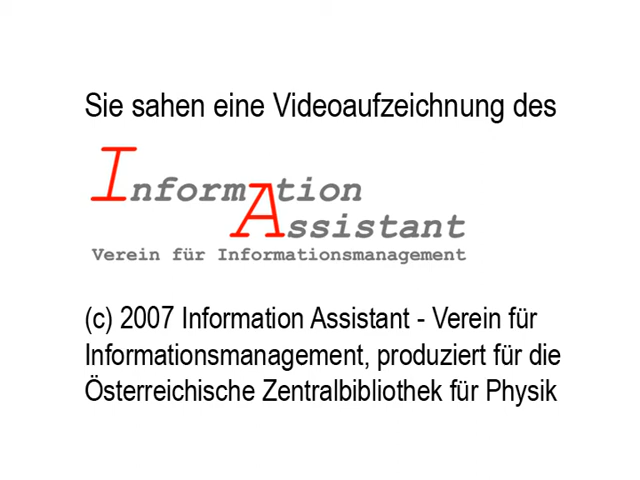 Sie sahen eine Videoaufzeichnung des
Information
Assistant
Verein für Informationsmanagement
(c) 2007 Information Assistant - Verein für
Informationsmanagement, produziert für die
Österreichische Zentralbibliothek für Physik